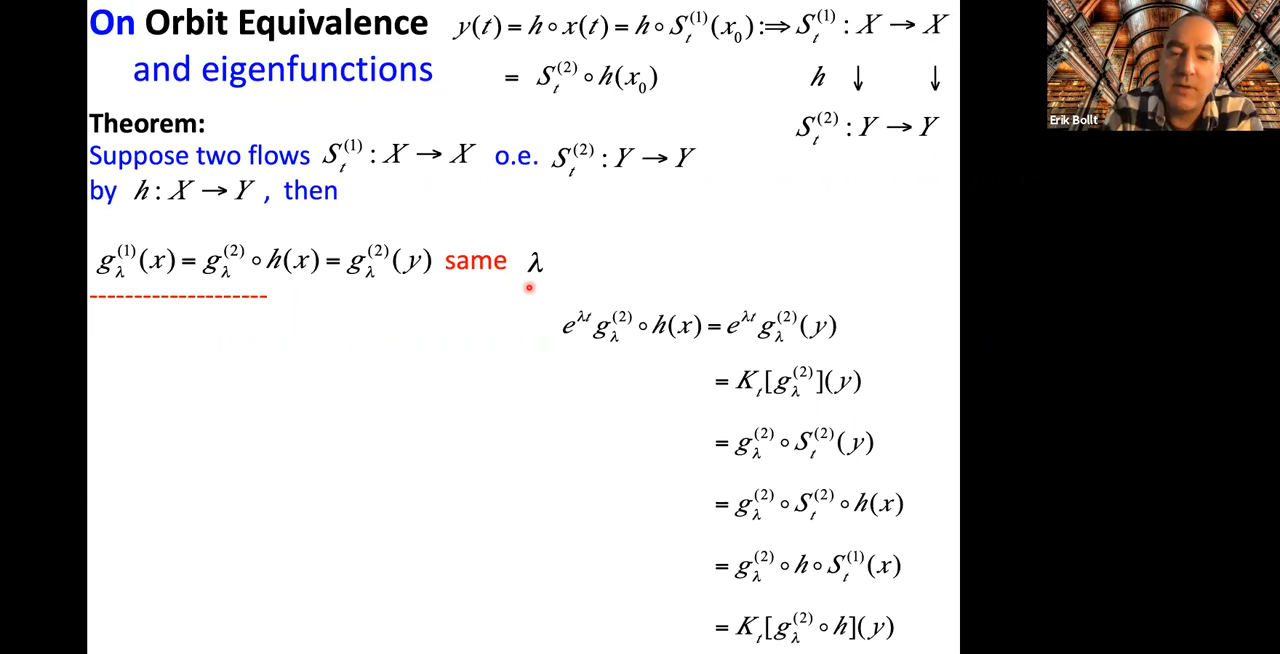 On Orbit Equivalence
and eigenfunctions
y(t) = h ∘ x(t) = h ∘ S_t^{(1)}(x_0) :⇒ S_t^{(1)} : X → X
= S_t^{(2)} ∘ h(x_0)
h ↓ ↓
S_t^{(2)} : Y → Y
Theorem:
Suppose two flows S_t^{(1)} : X → X o.e. S_t^{(2)} : Y → Y
by h : X → Y , then
g_λ^{(1)}(x) = g_λ^{(2)} ∘ h(x) = g_λ^{(2)}(y) same λ
--------------------
e^{λt} g_λ^{(2)} ∘ h(x) = e^{λt} g_λ^{(2)}(y)
= K_t[g_λ^{(2)}](y)
= g_λ^{(2)} ∘ S_t^{(2)}(y)
= g_λ^{(2)} ∘ S_t^{(2)} ∘ h(x)
= g_λ^{(2)} ∘ h ∘ S_t^{(1)}(x)
= K_t[g_λ^{(2)} ∘ h](y)
Erik Bollt